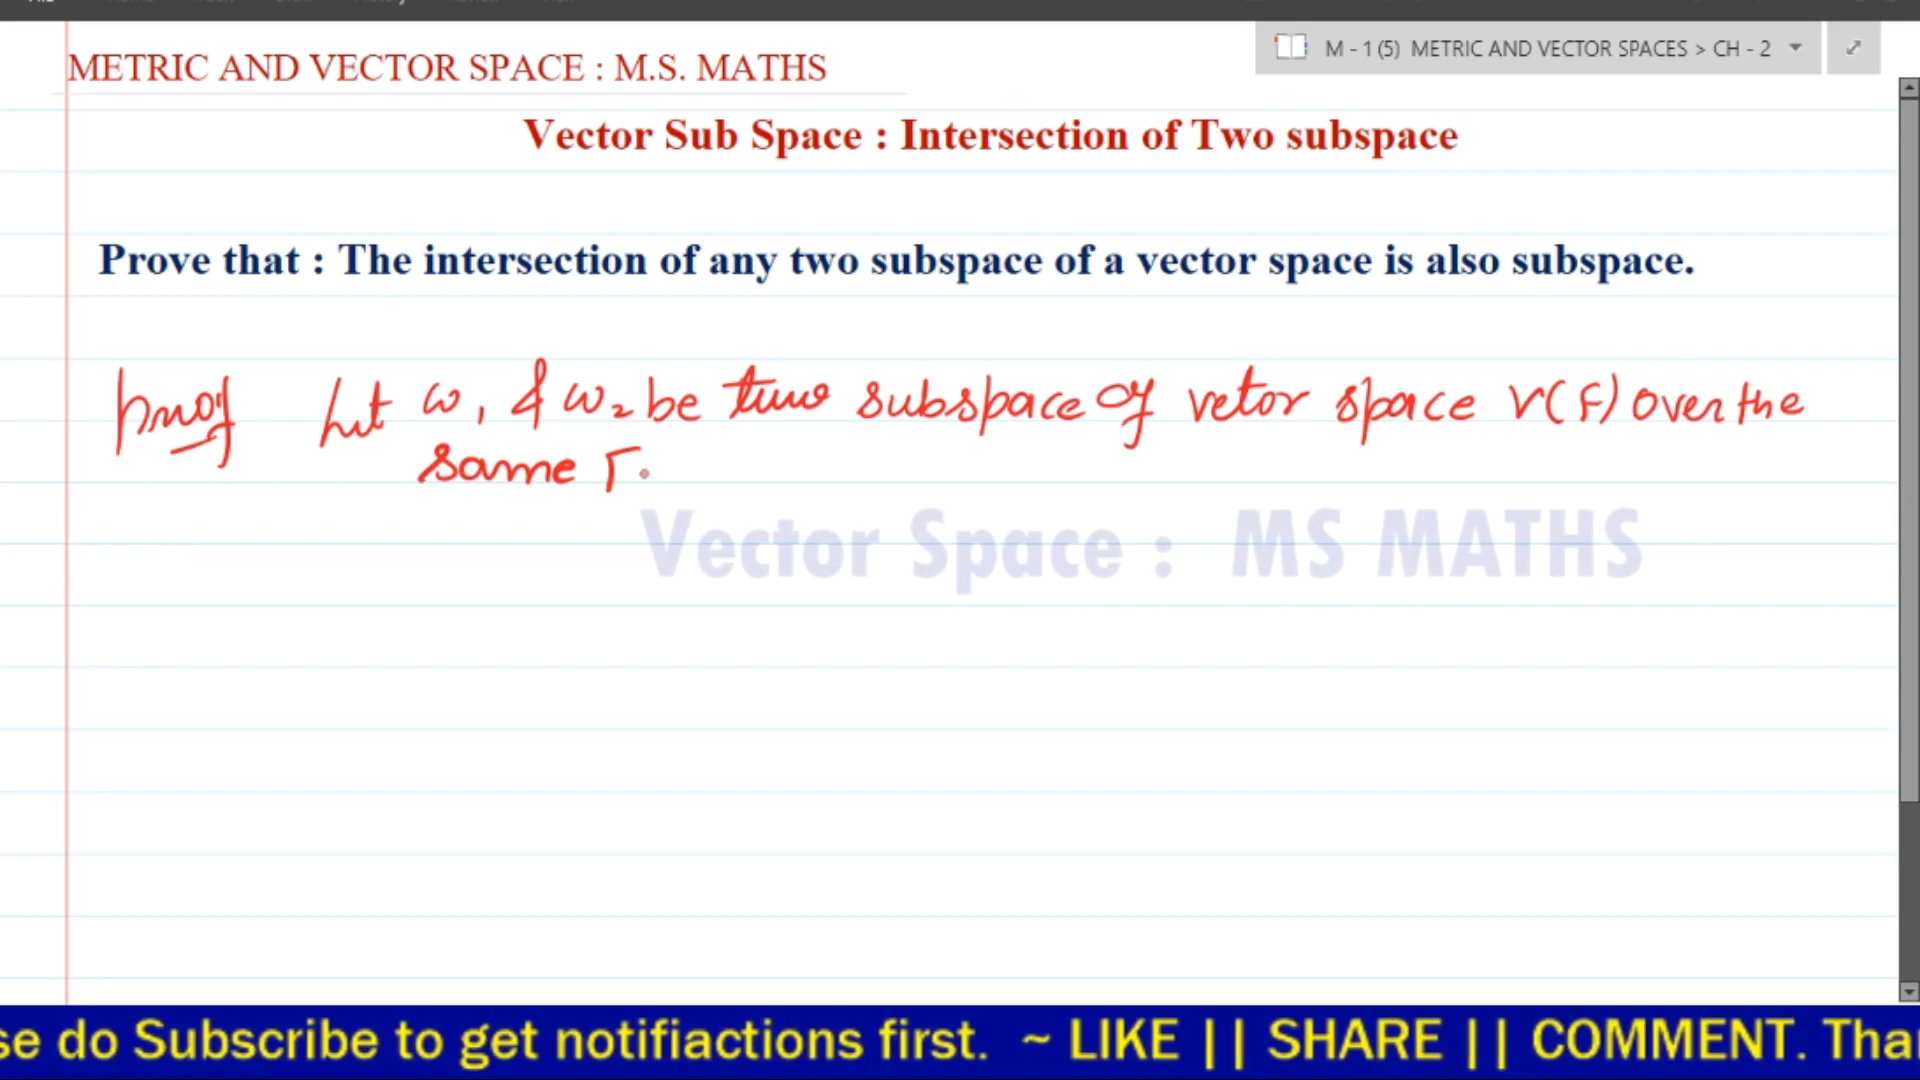 METRIC AND VECTOR SPACE : M.S. MATHS
M - 1 (5) METRIC AND VECTOR SPACES > CH - 2
Vector Sub Space : Intersection of Two subspace
Prove that : The intersection of any two subspace of a vector space is also subspace.
proof Let W₁ & W₂ be two subspace of vetor space V(F) over the
same
Vector Space : MS MATHS
se do Subscribe to get notifiactions first. ~ LIKE || SHARE || COMMENT. Than